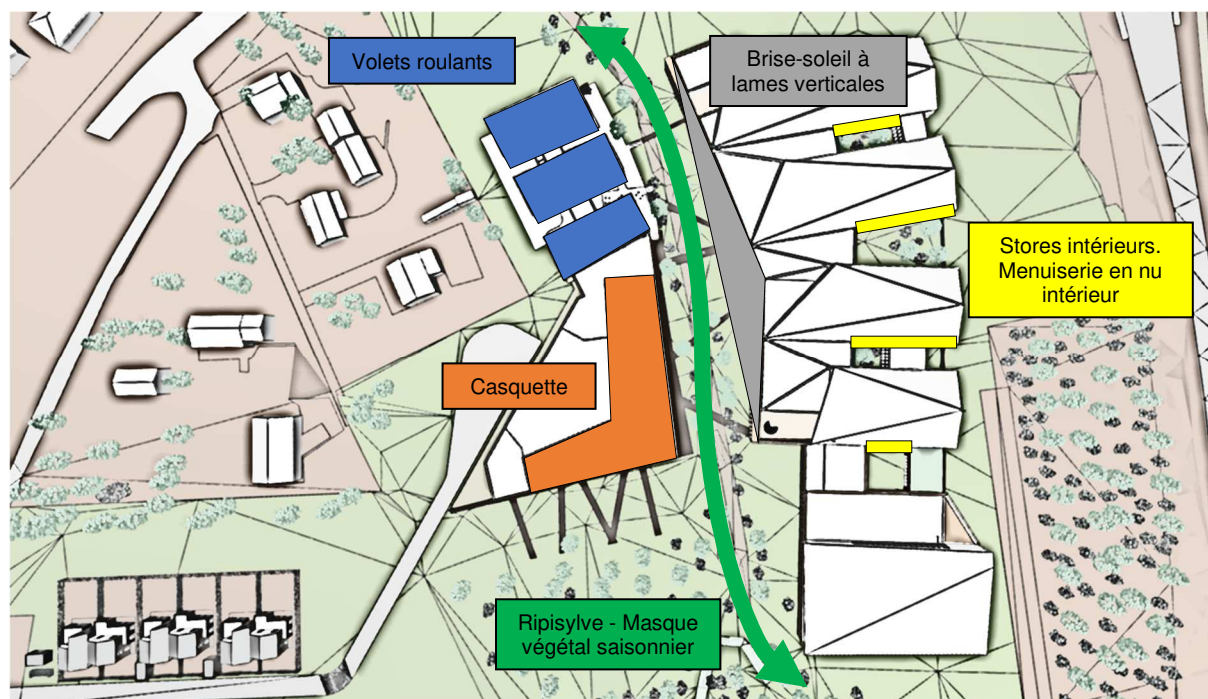 Volets roulants
Brise-soleil à
lames verticales
Stores intérieurs.
Menuiserie en nu
intérieur
Casquette
Ripisylve - Masque
végétal saisonnier